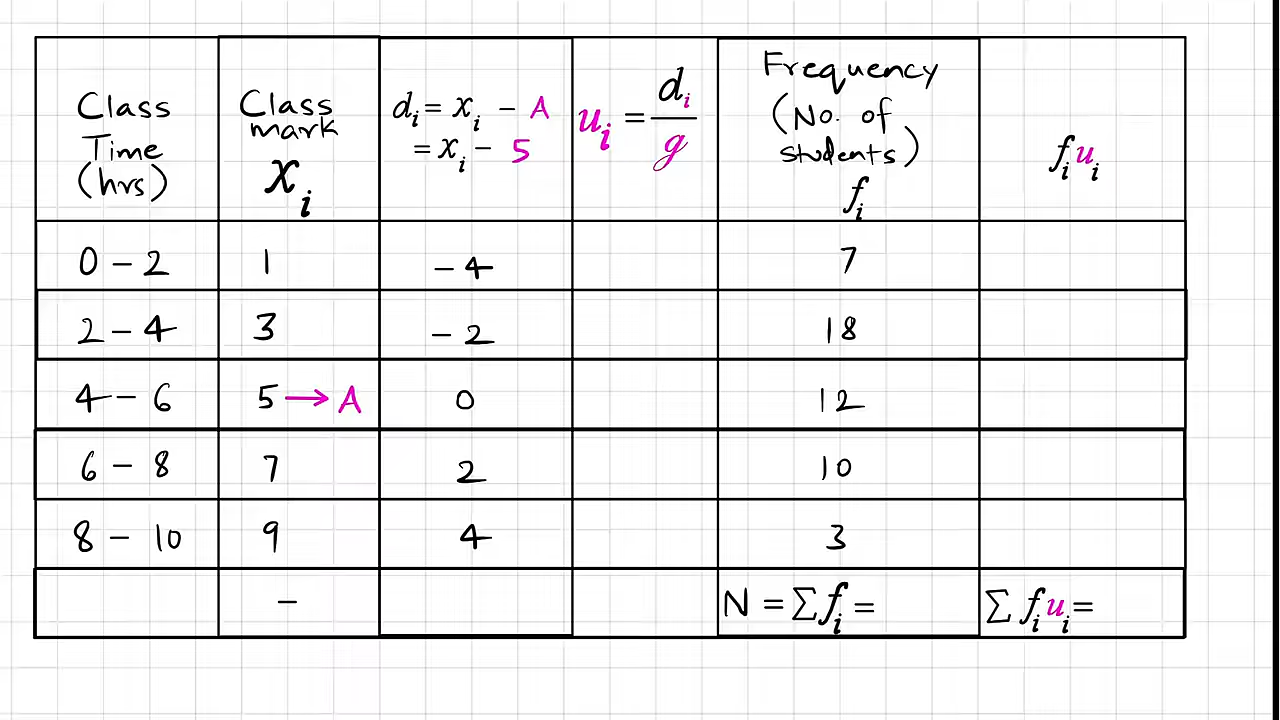 Class Time (hrs)
Class mark xᵢ
dᵢ = xᵢ − A
= xᵢ − 5
uᵢ = dᵢ / g
Frequency (No. of students) fᵢ
fᵢuᵢ
0 − 2 1 − 4 7
2 − 4 3 − 2 18
4 − 6 5 → A 0 12
6 − 8 7 2 10
8 − 10 9 4 3
− N = ∑fᵢ = ∑fᵢuᵢ =